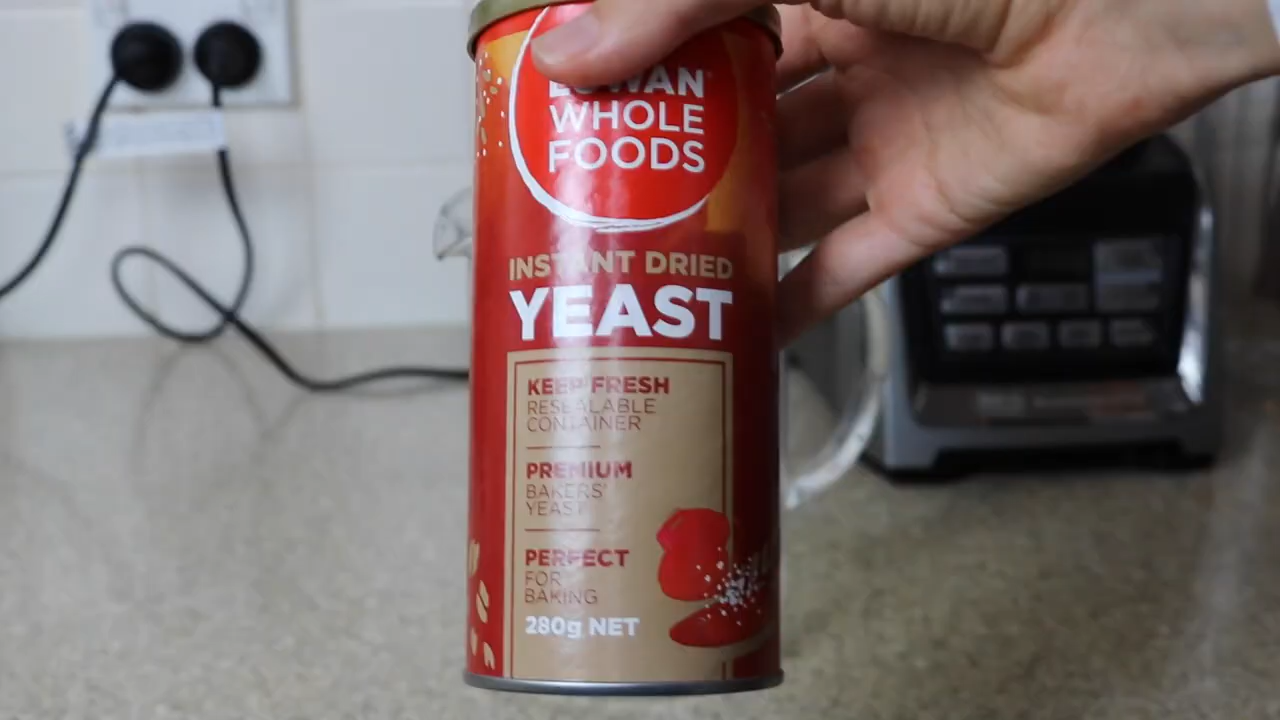 WHOLE
FOODS
INSTANT DRIED
YEAST
KEEP FRESH
RESEALABLE
CONTAINER
PREMIUM
BAKERS'
YEAST
PERFECT
FOR
BAKING
280g NET